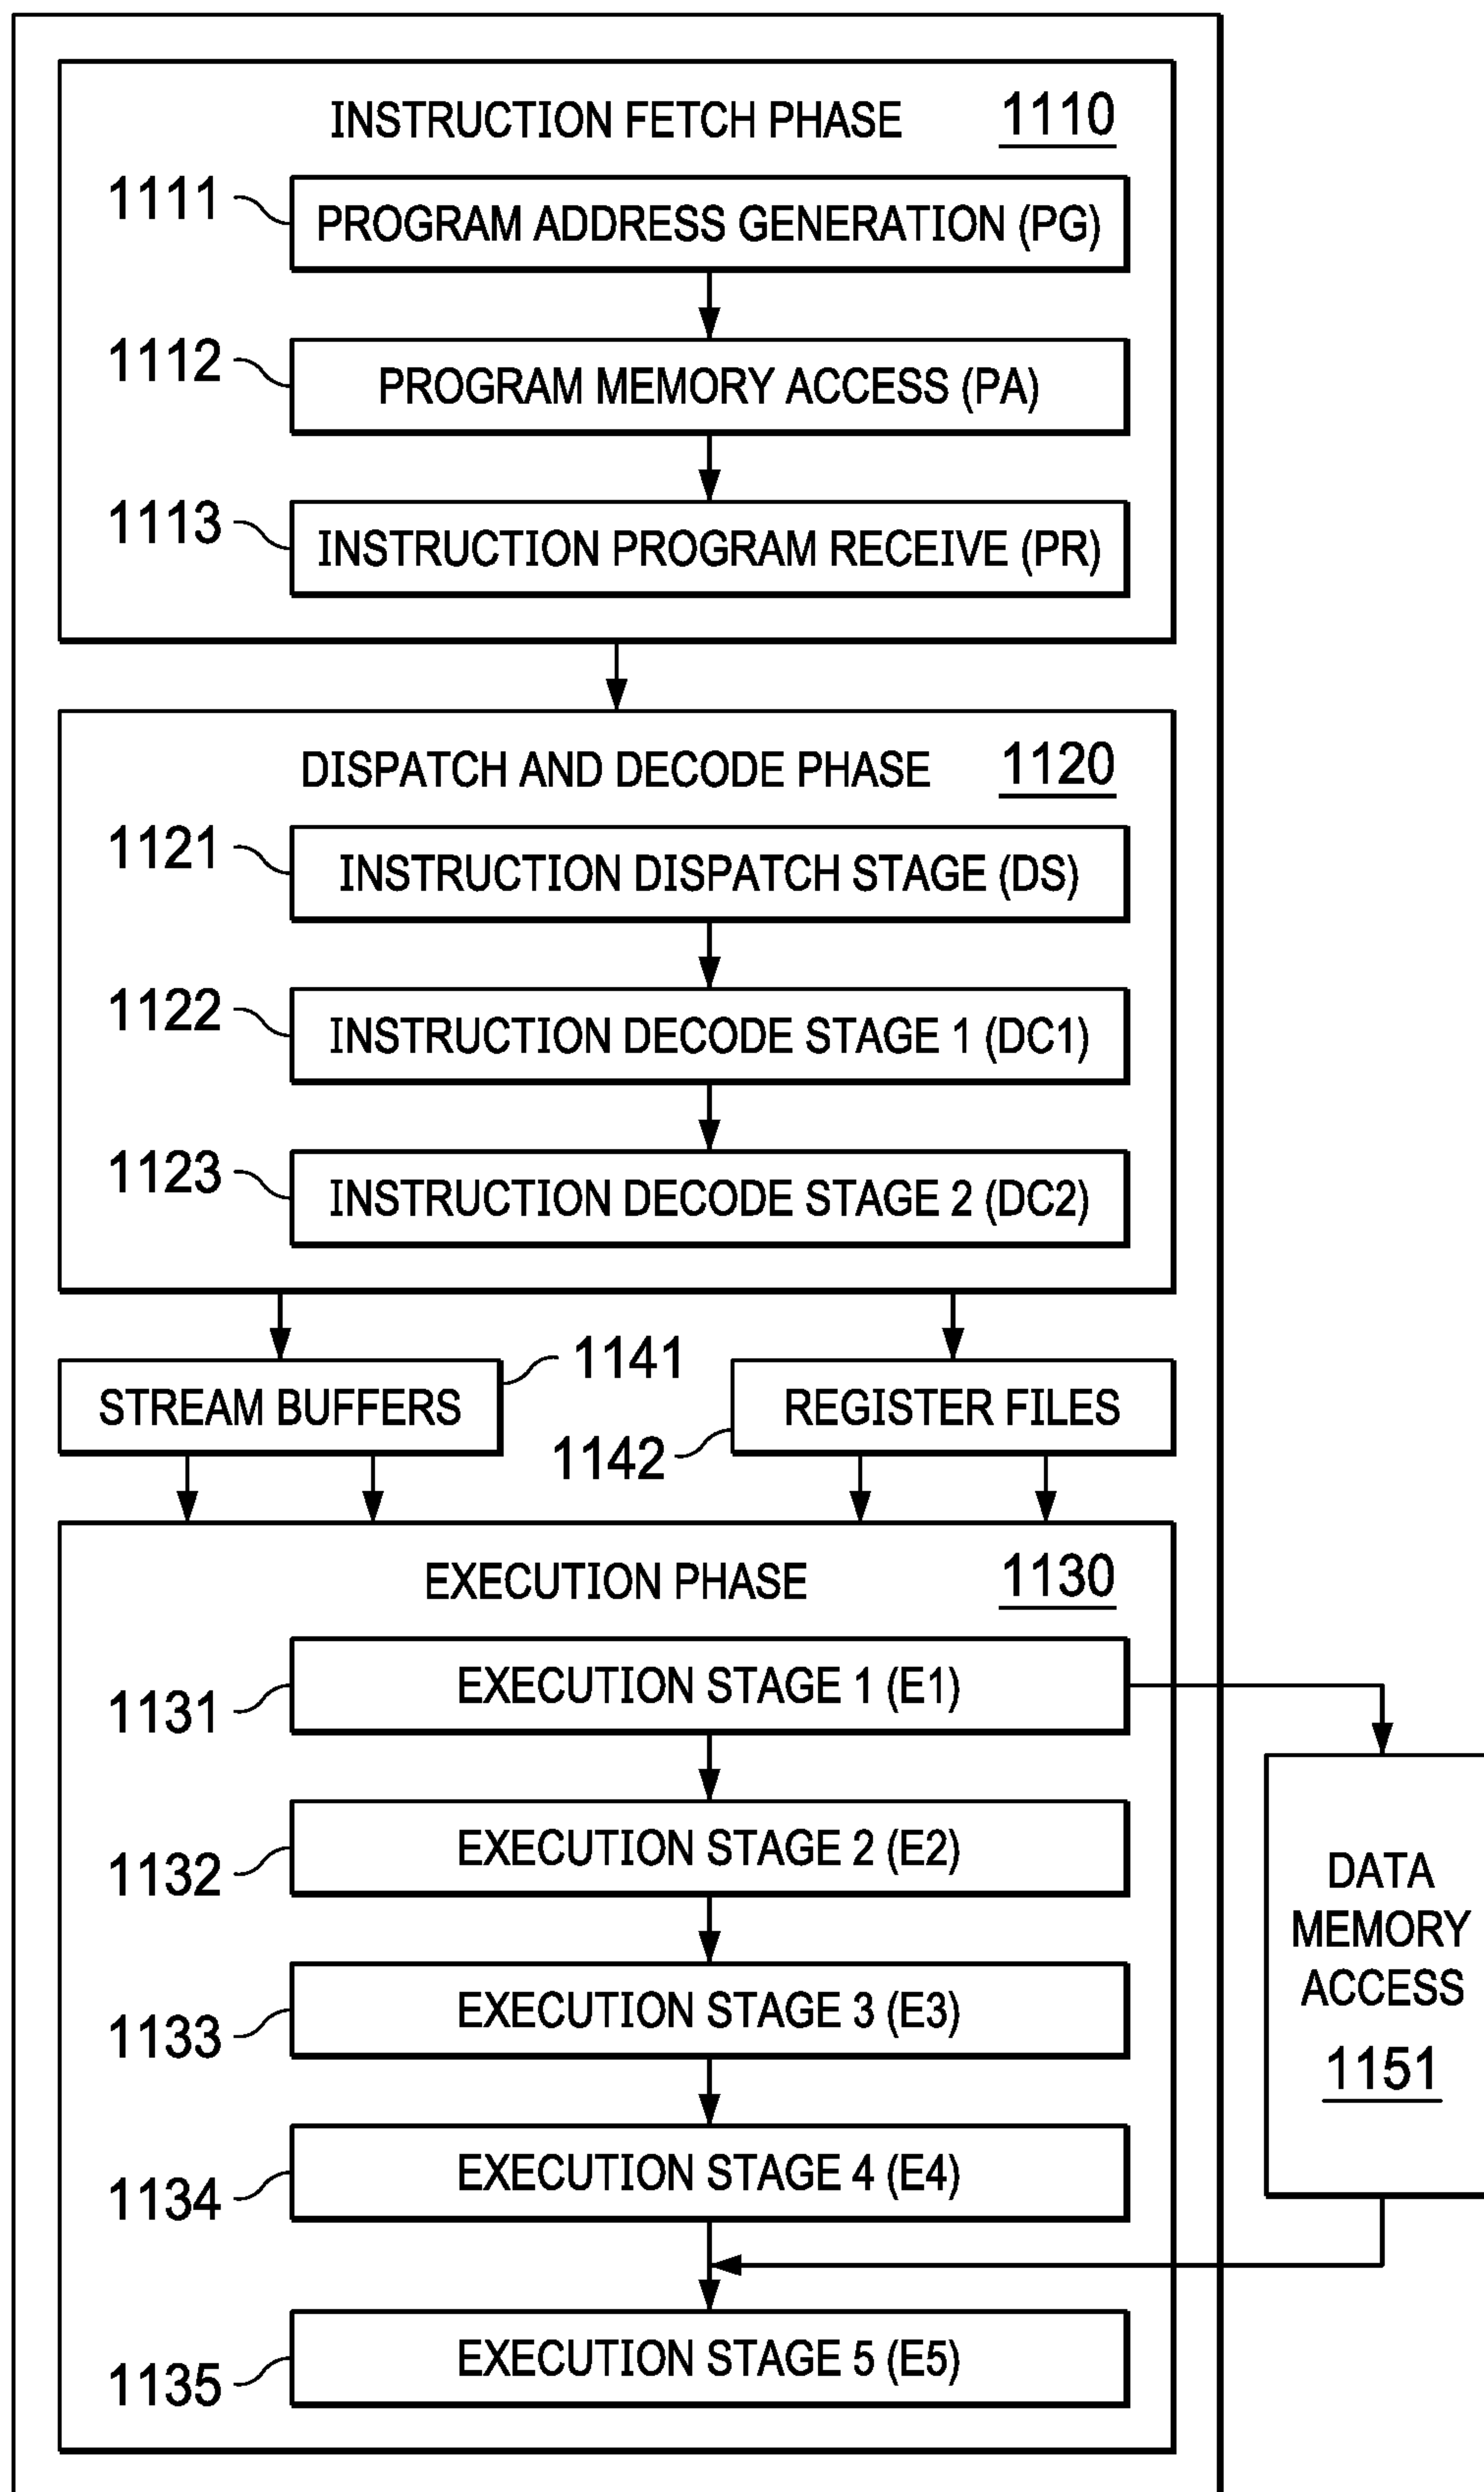 INSTRUCTION FETCH PHASE 1110
1111 PROGRAM ADDRESS GENERATION (PG)
1112 PROGRAM MEMORY ACCESS (PA)
1113 INSTRUCTION PROGRAM RECEIVE (PR)
DISPATCH AND DECODE PHASE 1120
1121 INSTRUCTION DISPATCH STAGE (DS)
1122 INSTRUCTION DECODE STAGE 1 (DC1)
1123 INSTRUCTION DECODE STAGE 2 (DC2)
STREAM BUFFERS 1141
1142 REGISTER FILES
EXECUTION PHASE 1130
1131 EXECUTION STAGE 1 (E1)
1132 EXECUTION STAGE 2 (E2)
1133 EXECUTION STAGE 3 (E3)
1134 EXECUTION STAGE 4 (E4)
1135 EXECUTION STAGE 5 (E5)
DATA
MEMORY
ACCESS
1151